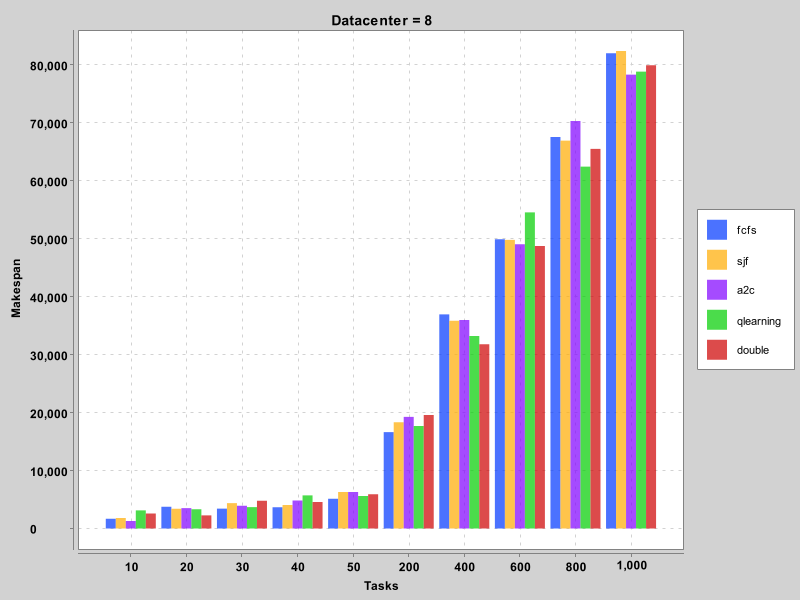 Datacenter = 8
80,000
70,000
60,000
50,000
40,000
30,000
20,000
10,000
0
Makespan
10 20 30 40 50 200 400 600 800 1,000
Tasks
fcfs
sjf
a2c
qlearning
double